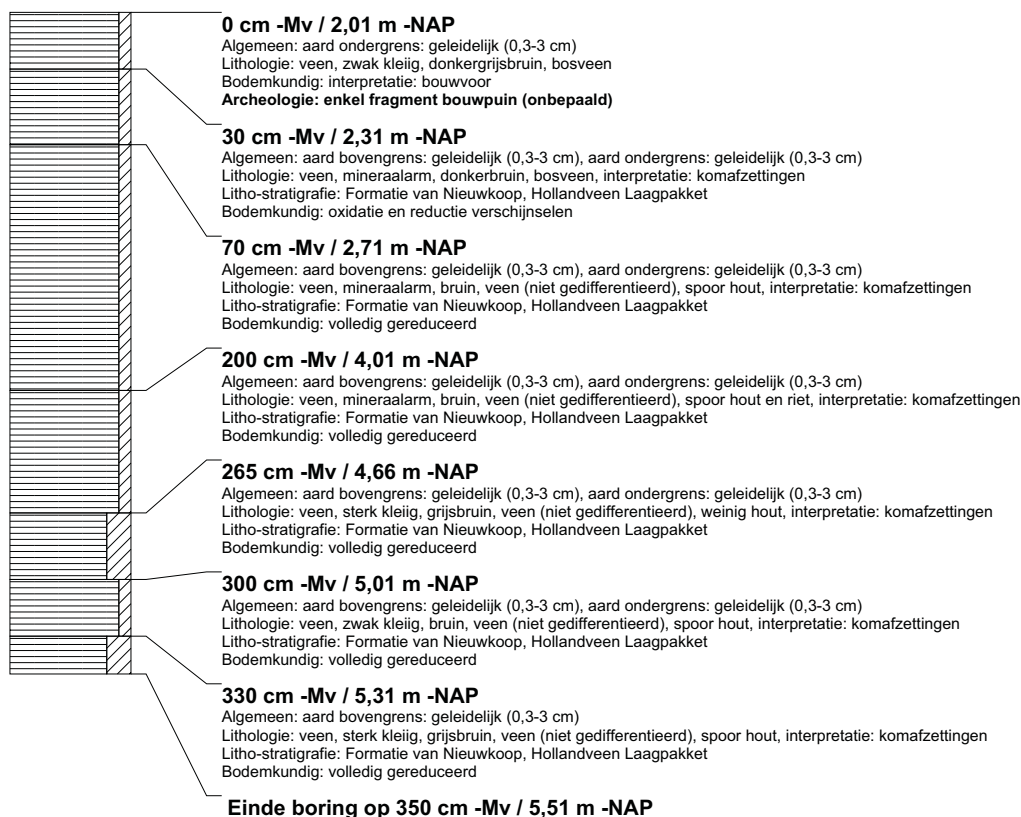 0 cm -Mv / 2,01 m -NAP
Algemeen: aard ondergrens: geleidelijk (0,3-3 cm)
Lithologie: veen, zwak kleiig, donkergrijsbruin, bosveen
Bodemkundig: interpretatie: bouwvoor
Archeologie: enkel fragment bouwpuin (onbepaald)
30 cm -Mv / 2,31 m -NAP
Algemeen: aard bovengrens: geleidelijk (0,3-3 cm), aard ondergrens: geleidelijk (0,3-3 cm)
Lithologie: veen, mineraalarm, donkerbruin, bosveen, interpretatie: komafzettingen
Litho-stratigrafie: Formatie van Nieuwkoop, Hollandveen Laagpakket
Bodemkundig: oxidatie en reductie verschijnselen
70 cm -Mv / 2,71 m -NAP
Algemeen: aard bovengrens: geleidelijk (0,3-3 cm), aard ondergrens: geleidelijk (0,3-3 cm)
Lithologie: veen, mineraalarm, bruin, veen (niet gedifferentieerd), spoor hout, interpretatie: komafzettingen
Litho-stratigrafie: Formatie van Nieuwkoop, Hollandveen Laagpakket
Bodemkundig: volledig gereduceerd
200 cm -Mv / 4,01 m -NAP
Algemeen: aard bovengrens: geleidelijk (0,3-3 cm), aard ondergrens: geleidelijk (0,3-3 cm)
Lithologie: veen, mineraalarm, bruin, veen (niet gedifferentieerd), spoor hout en riet, interpretatie: komafzettingen
Litho-stratigrafie: Formatie van Nieuwkoop, Hollandveen Laagpakket
Bodemkundig: volledig gereduceerd
265 cm -Mv / 4,66 m -NAP
Algemeen: aard bovengrens: geleidelijk (0,3-3 cm), aard ondergrens: geleidelijk (0,3-3 cm)
Lithologie: veen, sterk kleiig, grijsbruin, veen (niet gedifferentieerd), weinig hout, interpretatie: komafzettingen
Litho-stratigrafie: Formatie van Nieuwkoop, Hollandveen Laagpakket
Bodemkundig: volledig gereduceerd
300 cm -Mv / 5,01 m -NAP
Algemeen: aard bovengrens: geleidelijk (0,3-3 cm), aard ondergrens: geleidelijk (0,3-3 cm)
Lithologie: veen, zwak kleiig, bruin, veen (niet gedifferentieerd), spoor hout, interpretatie: komafzettingen
Litho-stratigrafie: Formatie van Nieuwkoop, Hollandveen Laagpakket
Bodemkundig: volledig gereduceerd
330 cm -Mv / 5,31 m -NAP
Algemeen: aard bovengrens: geleidelijk (0,3-3 cm)
Lithologie: veen, sterk kleiig, grijsbruin, veen (niet gedifferentieerd), spoor hout, interpretatie: komafzettingen
Litho-stratigrafie: Formatie van Nieuwkoop, Hollandveen Laagpakket
Bodemkundig: volledig gereduceerd
Einde boring op 350 cm -Mv / 5,51 m -NAP